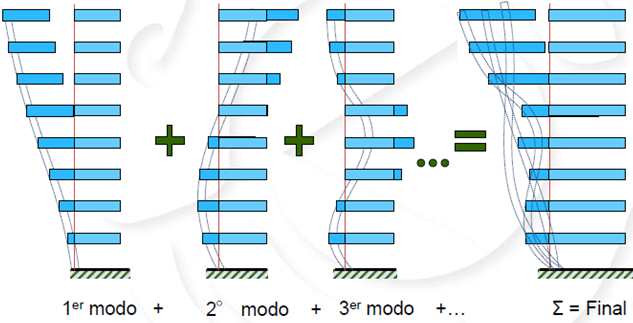 1er modo + 2° modo + 3er modo +... Σ = Final